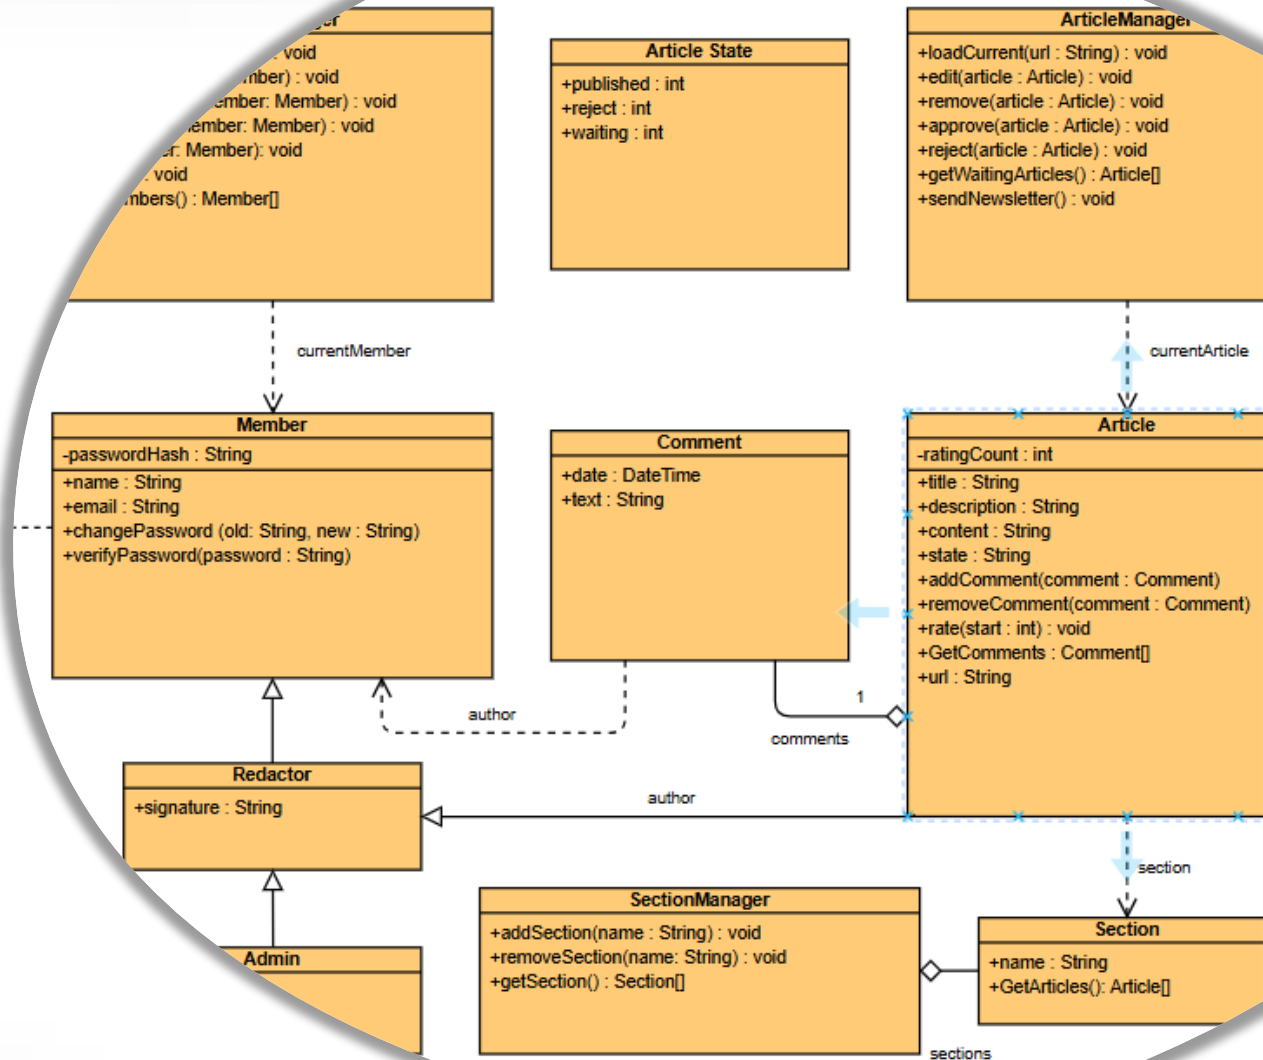 void
: void
Member) : void
Member: Member) : void
Member: Member) : void
: Member): void
: void
: Member[]
currentMember
Member
-passwordHash : String
+name : String
+email : String
+changePassword (old: String, new : String)
+verifyPassword(password : String)
Redactor
+signature : String
Admin
Article State
+published : int
+reject : int
+waiting : int
Comment
+date : DateTime
+text : String
author
1
comments
author
ArticleManager
+loadCurrent(url : String) : void
+edit(article : Article) : void
+remove(article : Article) : void
+approve(article : Article) : void
+reject(article : Article) : void
+getWaitingArticles() : Article[]
+sendNewsletter() : void
currentArticle
Article
-ratingCount : int
+title : String
+description : String
+content : String
+state : String
+addComment(comment : Comment)
+removeComment(comment : Comment)
+rate(start : int) : void
+GetComments : Comment[]
+url : String
section
SectionManager
+addSection(name : String) : void
+removeSection(name: String) : void
+getSection() : Section[]
Section
+name : String
+GetArticles(): Article[]
sections